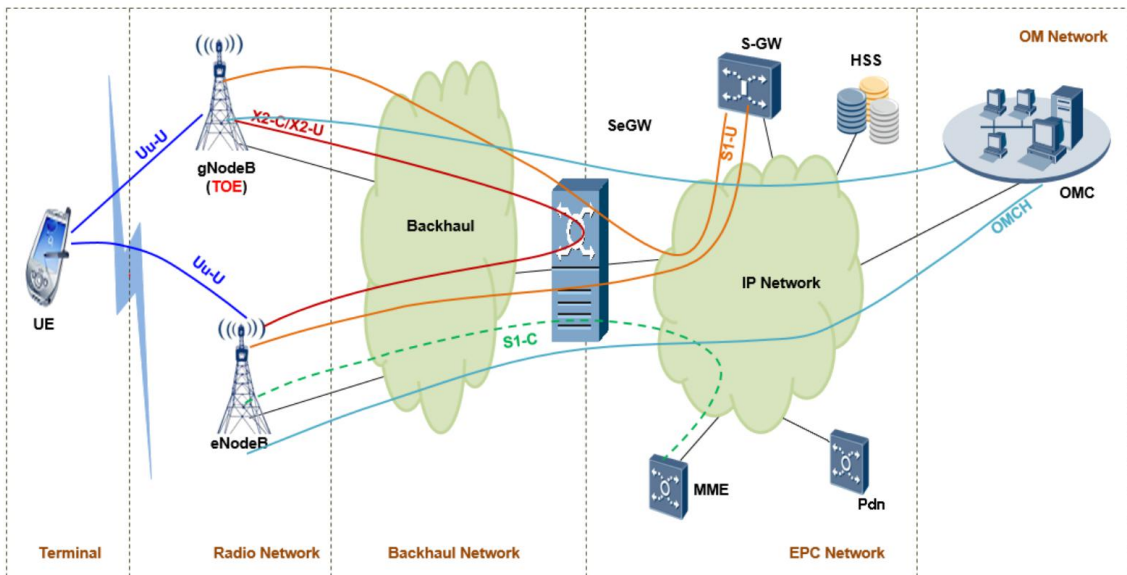 OM Network
S-GW
HSS
SeGW
X2-C/X2-U
Uu-U
gNodeB
(TOE)
S1-U
OMC
Backhaul
OMCH
IP Network
UE
Uu-U
S1-C
eNodeB
MME
Pdn
Terminal
Radio Network
Backhaul Network
EPC Network